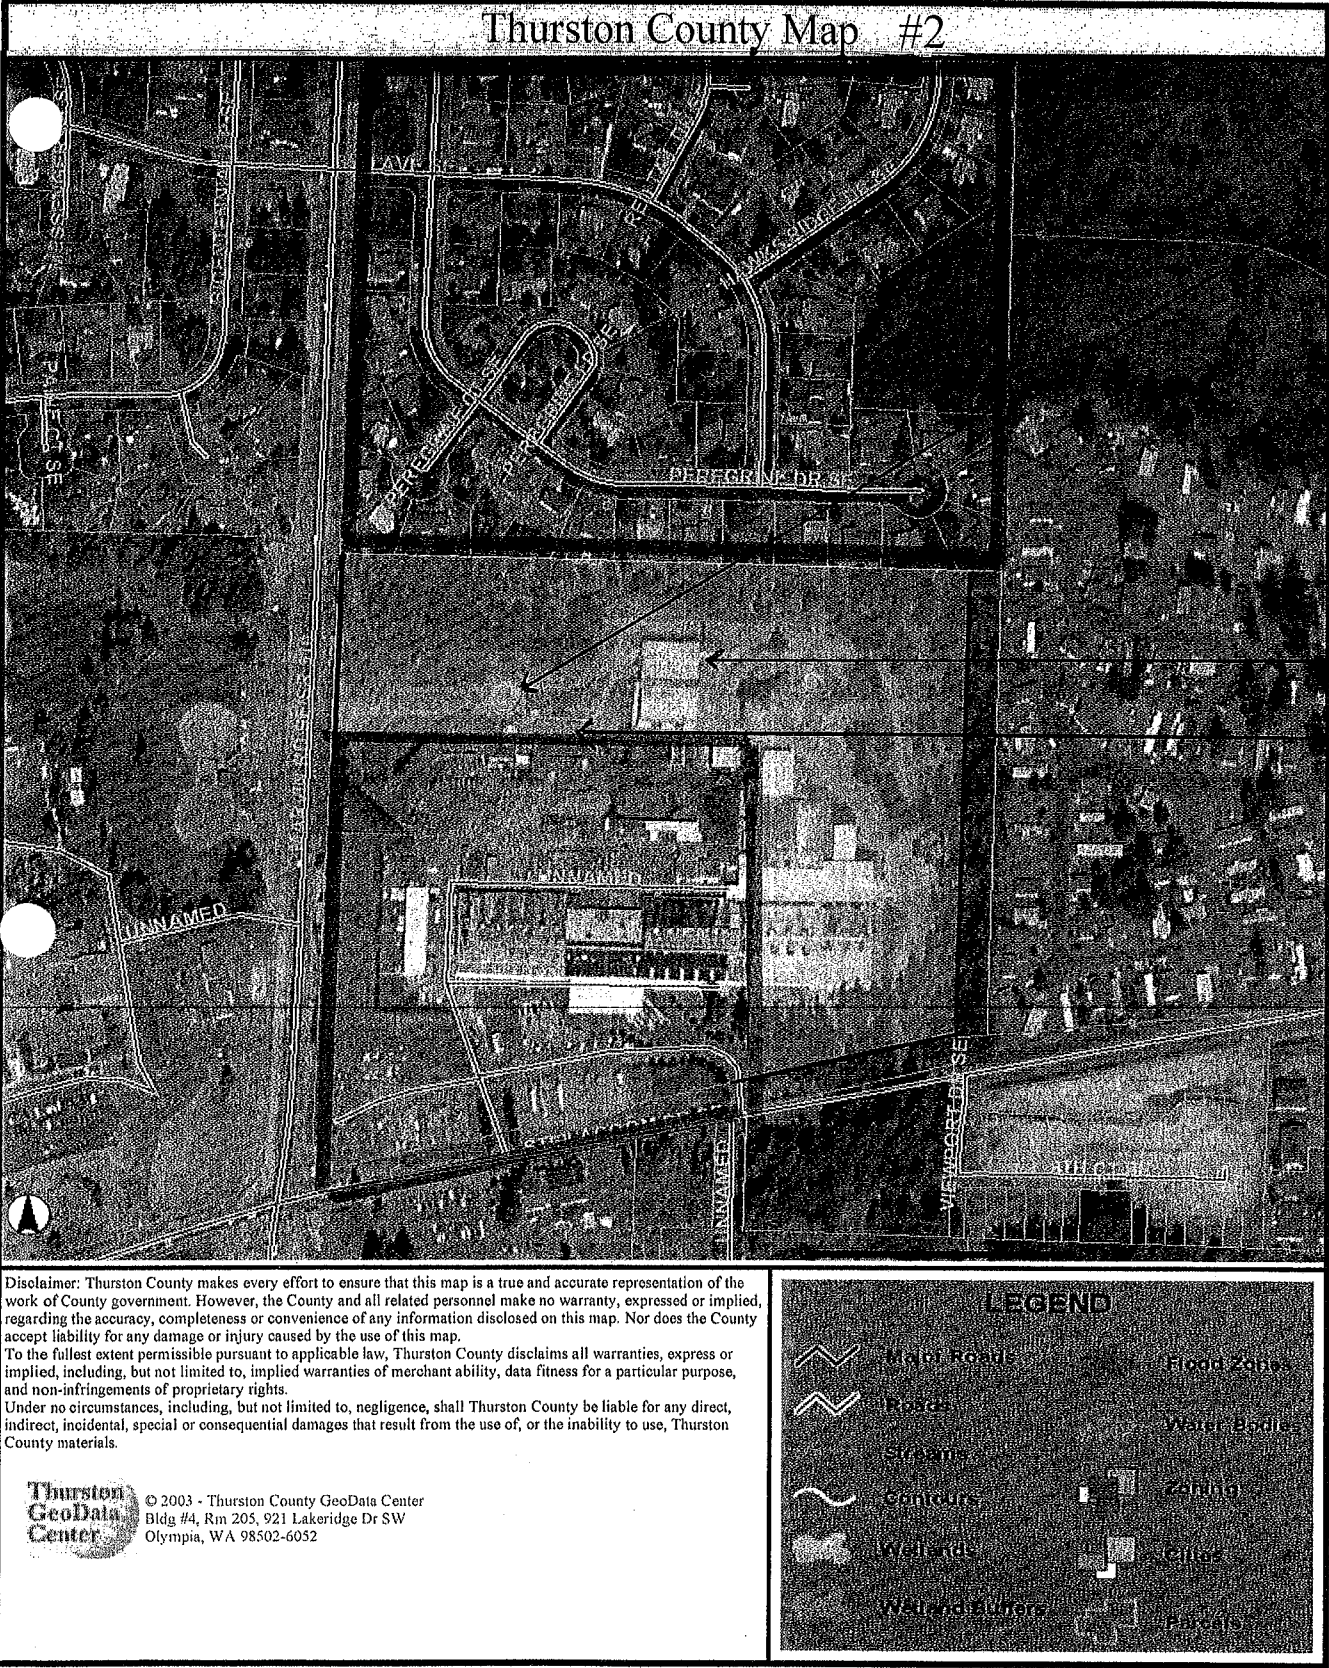 Thurston County Map #2
PEREGRINE DR SE
UNNAMED
UNNAMED
UNNAMED
Disclaimer: Thurston County makes every effort to ensure that this map is a true and accurate representation of the
work of County government. However, the County and all related personnel make no warranty, expressed or implied,
regarding the accuracy, completeness or convenience of any information disclosed on this map. Nor does the County
accept liability for any damage or injury caused by the use of this map.
To the fullest extent permissible pursuant to applicable law, Thurston County disclaims all warranties, express or
implied, including, but not limited to, implied warranties of merchant ability, data fitness for a particular purpose,
and non-infringements of proprietary rights.
Under no circumstances, including, but not limited to, negligence, shall Thurston County be liable for any direct,
indirect, incidental, special or consequential damages that result from the use of, or the inability to use, Thurston
County materials.
Thurston
GeoData
Center
© 2003 - Thurston County GeoData Center
Bldg #4, Rm 205, 921 Lakeridge Dr SW
Olympia, WA 98502-6052
LEGEND
Major Roads
Roads
Streams
Contours
Wetlands
Wetland Buffers
Flood Zones
Water Bodies
Zoning
Cities
Parcels